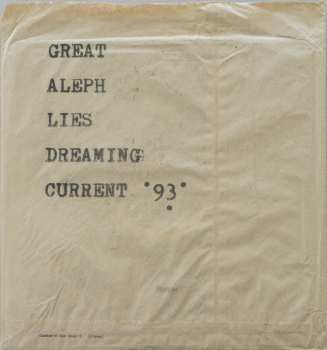 GREAT
ALEPH
LIES
DREAMING
CURRENT '93'